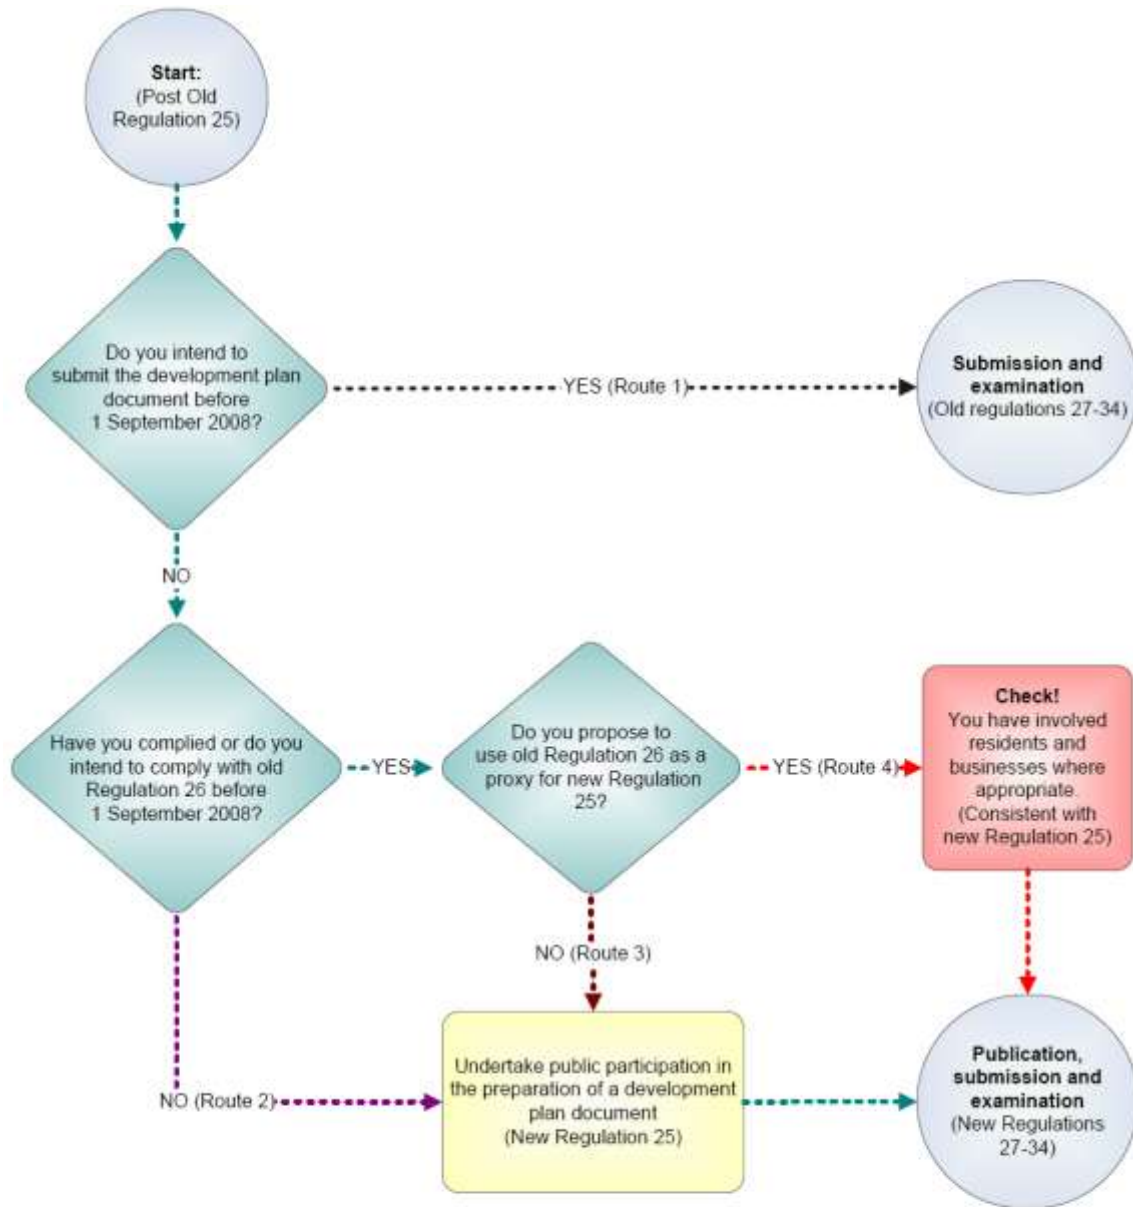 Start:
(Post Old
Regulation 25)
Do you intend to
submit the development plan
document before
1 September 2008?
YES (Route 1)
Submission and
examination
(Old regulations 27-34)
NO
Have you complied or do you
intend to comply with old
Regulation 26 before
1 September 2008?
YES
Do you propose to
use old Regulation 26 as a
proxy for new Regulation
25?
YES (Route 4)
Check!
You have involved
residents and
businesses where
appropriate.
(Consistent with
new Regulation 25)
NO (Route 3)
NO (Route 2)
Undertake public participation in
the preparation of a development
plan document
(New Regulation 25)
Publication,
submission and
examination
(New Regulations
27-34)